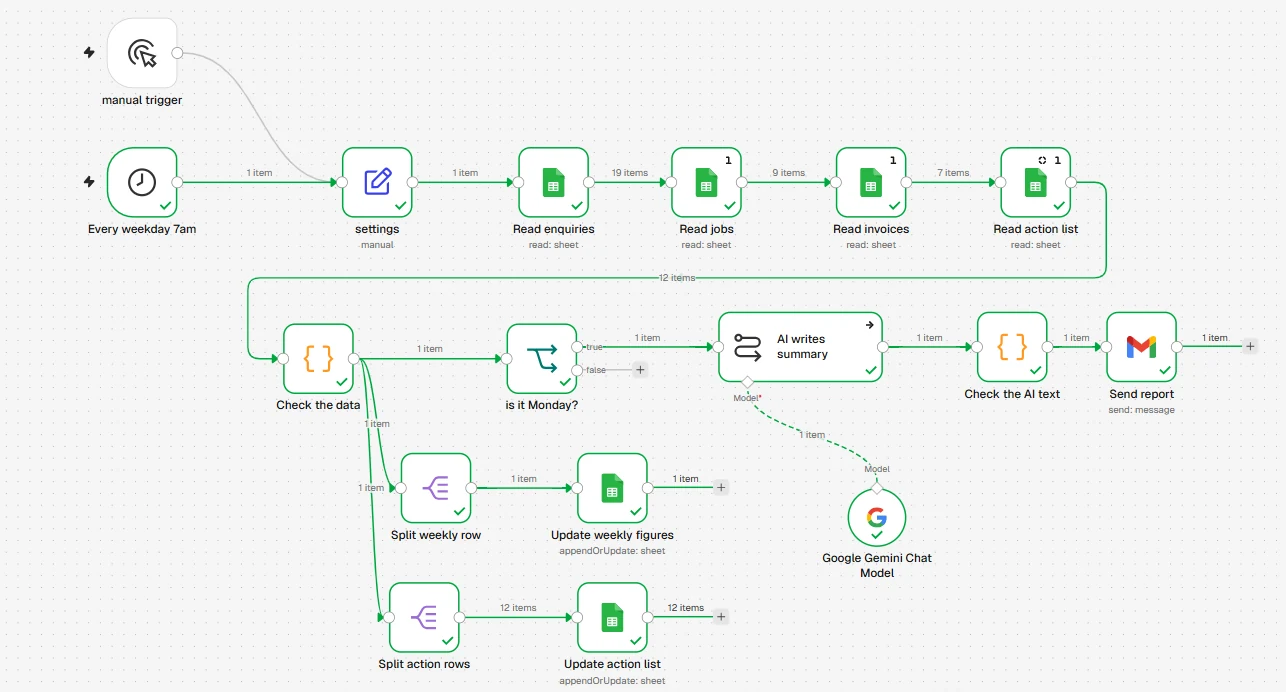 manual trigger
1 item
Every weekday 7am
settings
manual
1 item
Read enquiries
read: sheet
19 items
1
Read jobs
read: sheet
9 items
1
Read invoices
read: sheet
7 items
1
Read action list
read: sheet
12 items
Check the data
1 item
is it Monday?
true
false
1 item
AI writes
summary
Model*
1 item
Check the AI text
1 item
Send report
send: message
1 item
1 item
Model
Google Gemini Chat
Model
1 item
Split weekly row
1 item
Update weekly figures
appendOrUpdate: sheet
1 item
1 item
Split action rows
12 items
Update action list
appendOrUpdate: sheet
12 items